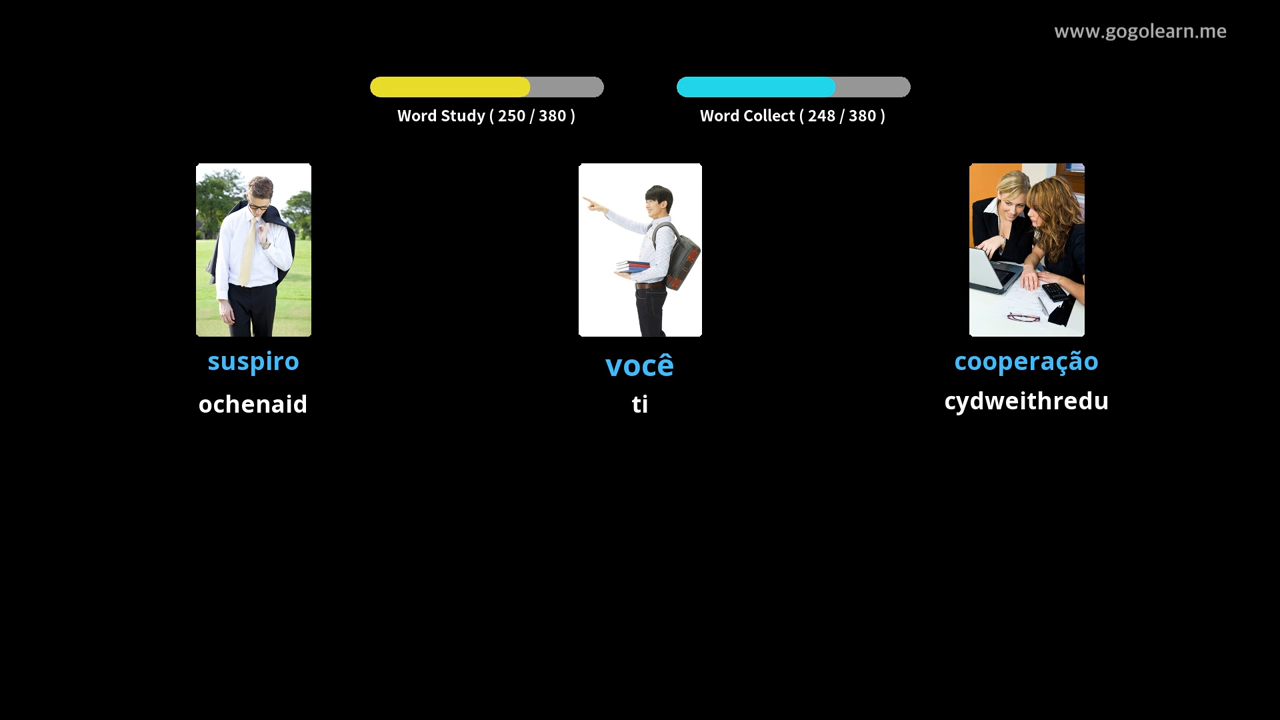 www.gogolearn.me
Word Study ( 250 / 380 )
Word Collect ( 248 / 380 )
suspiro
ochenaid
você
ti
cooperação
cydweithredu